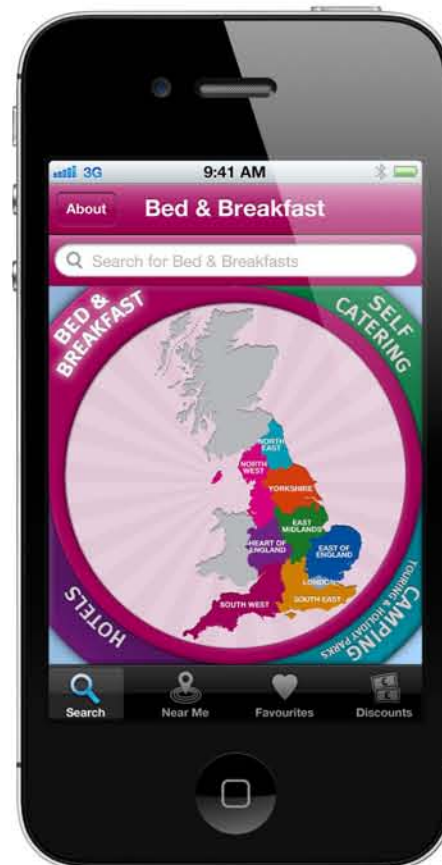 3G 9:41 AM
About Bed & Breakfast
Search for Bed & Breakfasts
BED &
BREAKFAST
SELF
CATERING
NORTH
EAST
NORTH
WEST
YORKSHIRE
EAST
MIDLANDS
HEART OF
ENGLAND
EAST OF
ENGLAND
LONDON
SOUTH WEST
SOUTH EAST
HOTELS
CAMPING
TOURING & HOLIDAY PARKS
Search Near Me Favourites Discounts